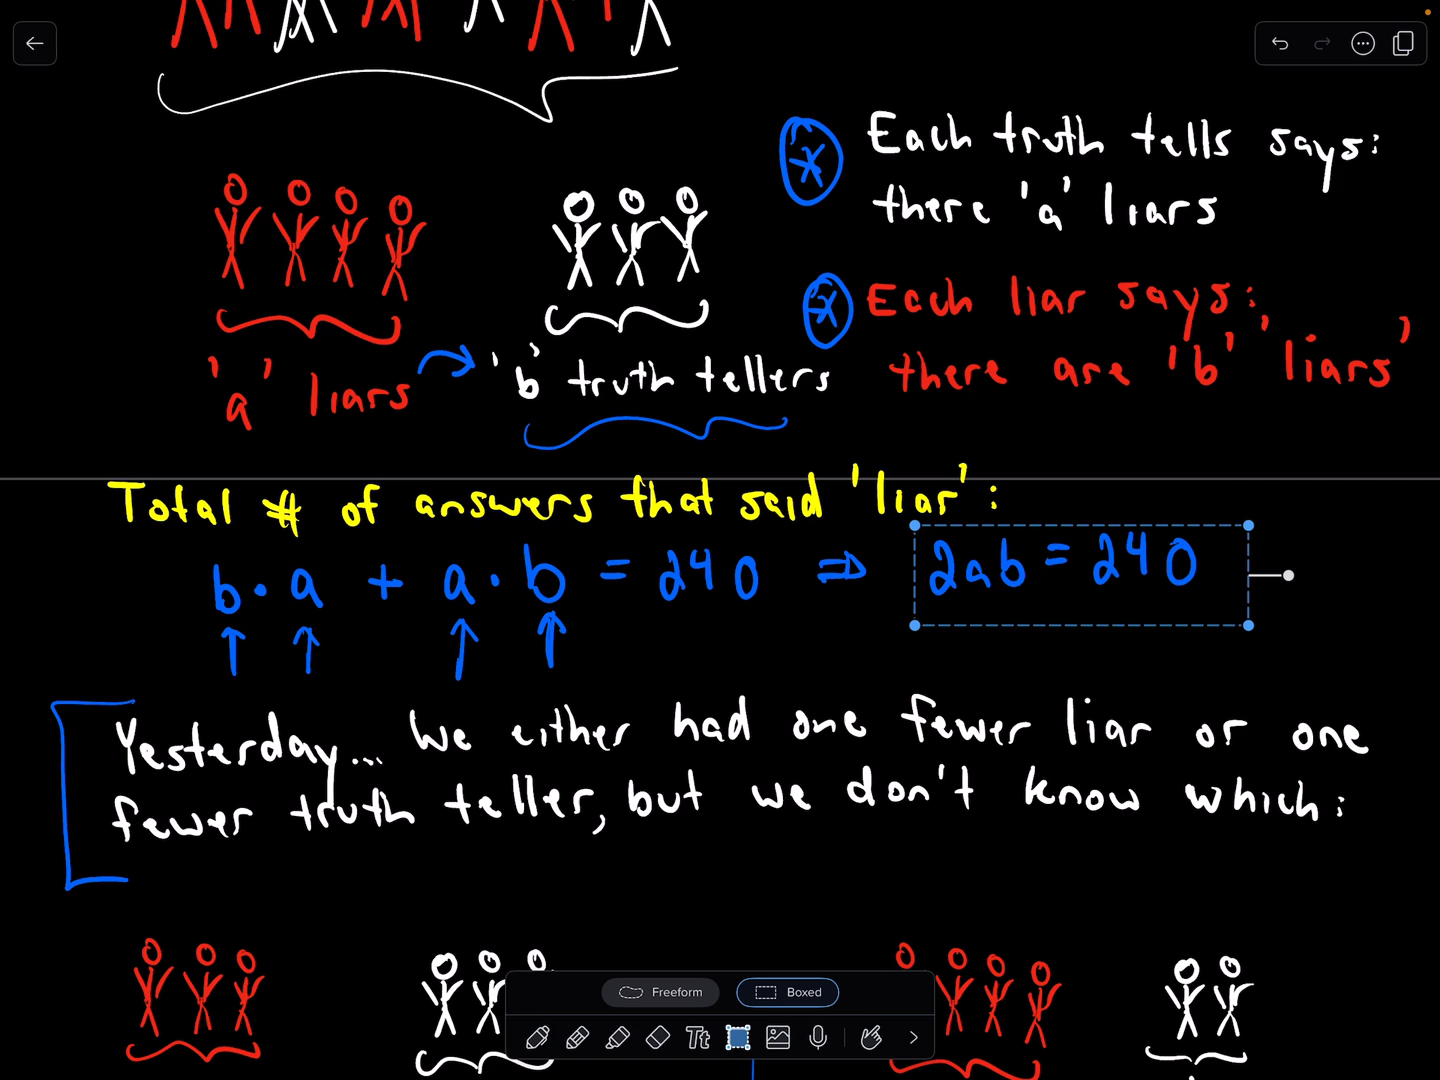 Each truth tells says:
there 'a' liars
Each liar says:
there are 'b' 'liars'
'a' liars
'b' truth tellers
Total # of answers that said 'liar':
b · a + a · b = 240 ⇒ 2ab = 240
Yesterday... We either had one fewer liar or one
fewer truth teller, but we don't know which:
Freeform
Boxed
Tt